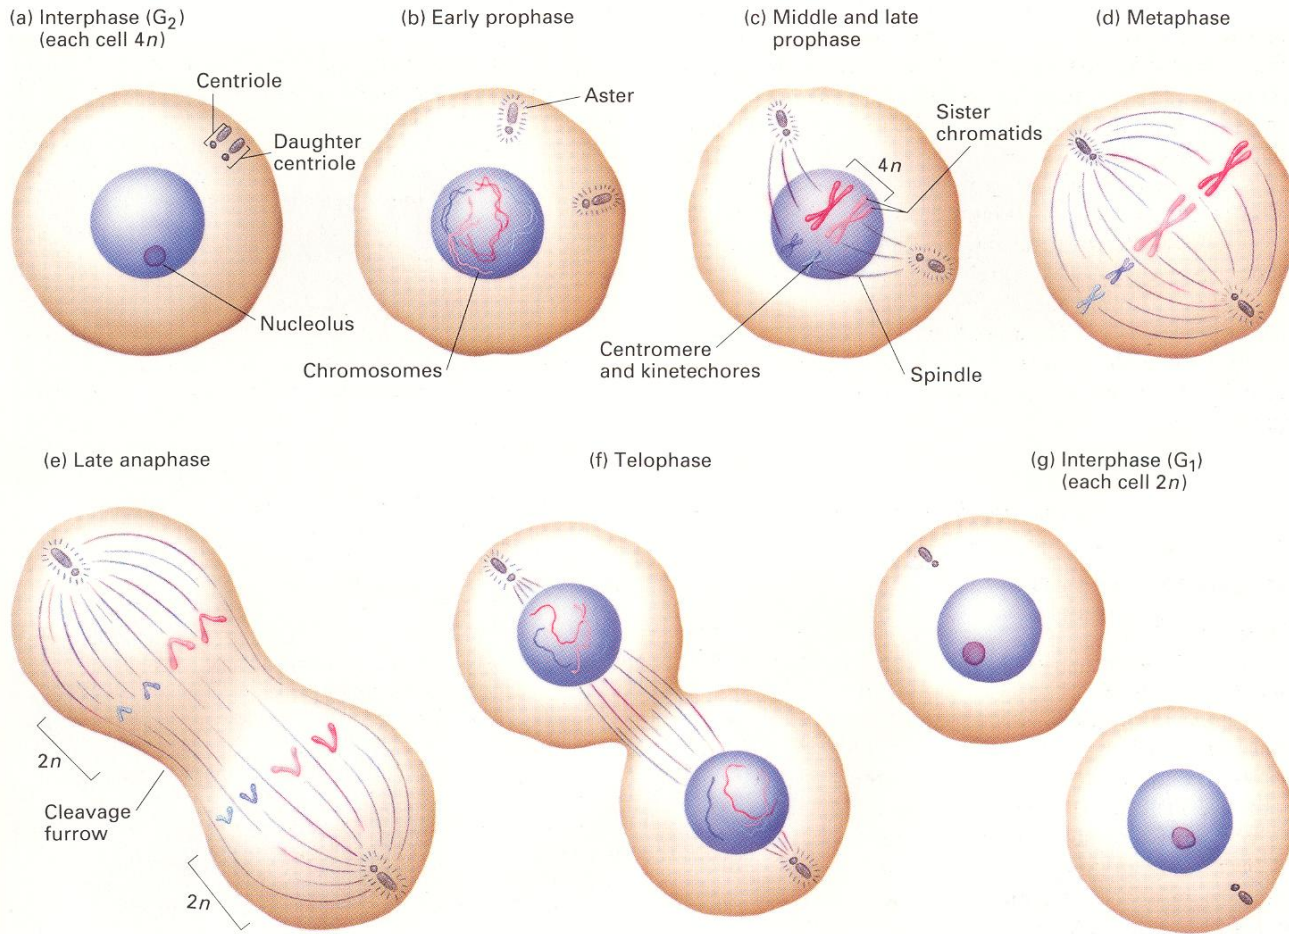 (a) Interphase (G₂)
(each cell 4n)
(b) Early prophase
(c) Middle and late
prophase
(d) Metaphase
Centriole
Daughter
centriole
Nucleolus
Aster
Chromosomes
Sister
chromatids
4n
Centromere
and kinetechores
Spindle
(e) Late anaphase
(f) Telophase
(g) Interphase (G₁)
(each cell 2n)
2n
Cleavage
furrow
2n